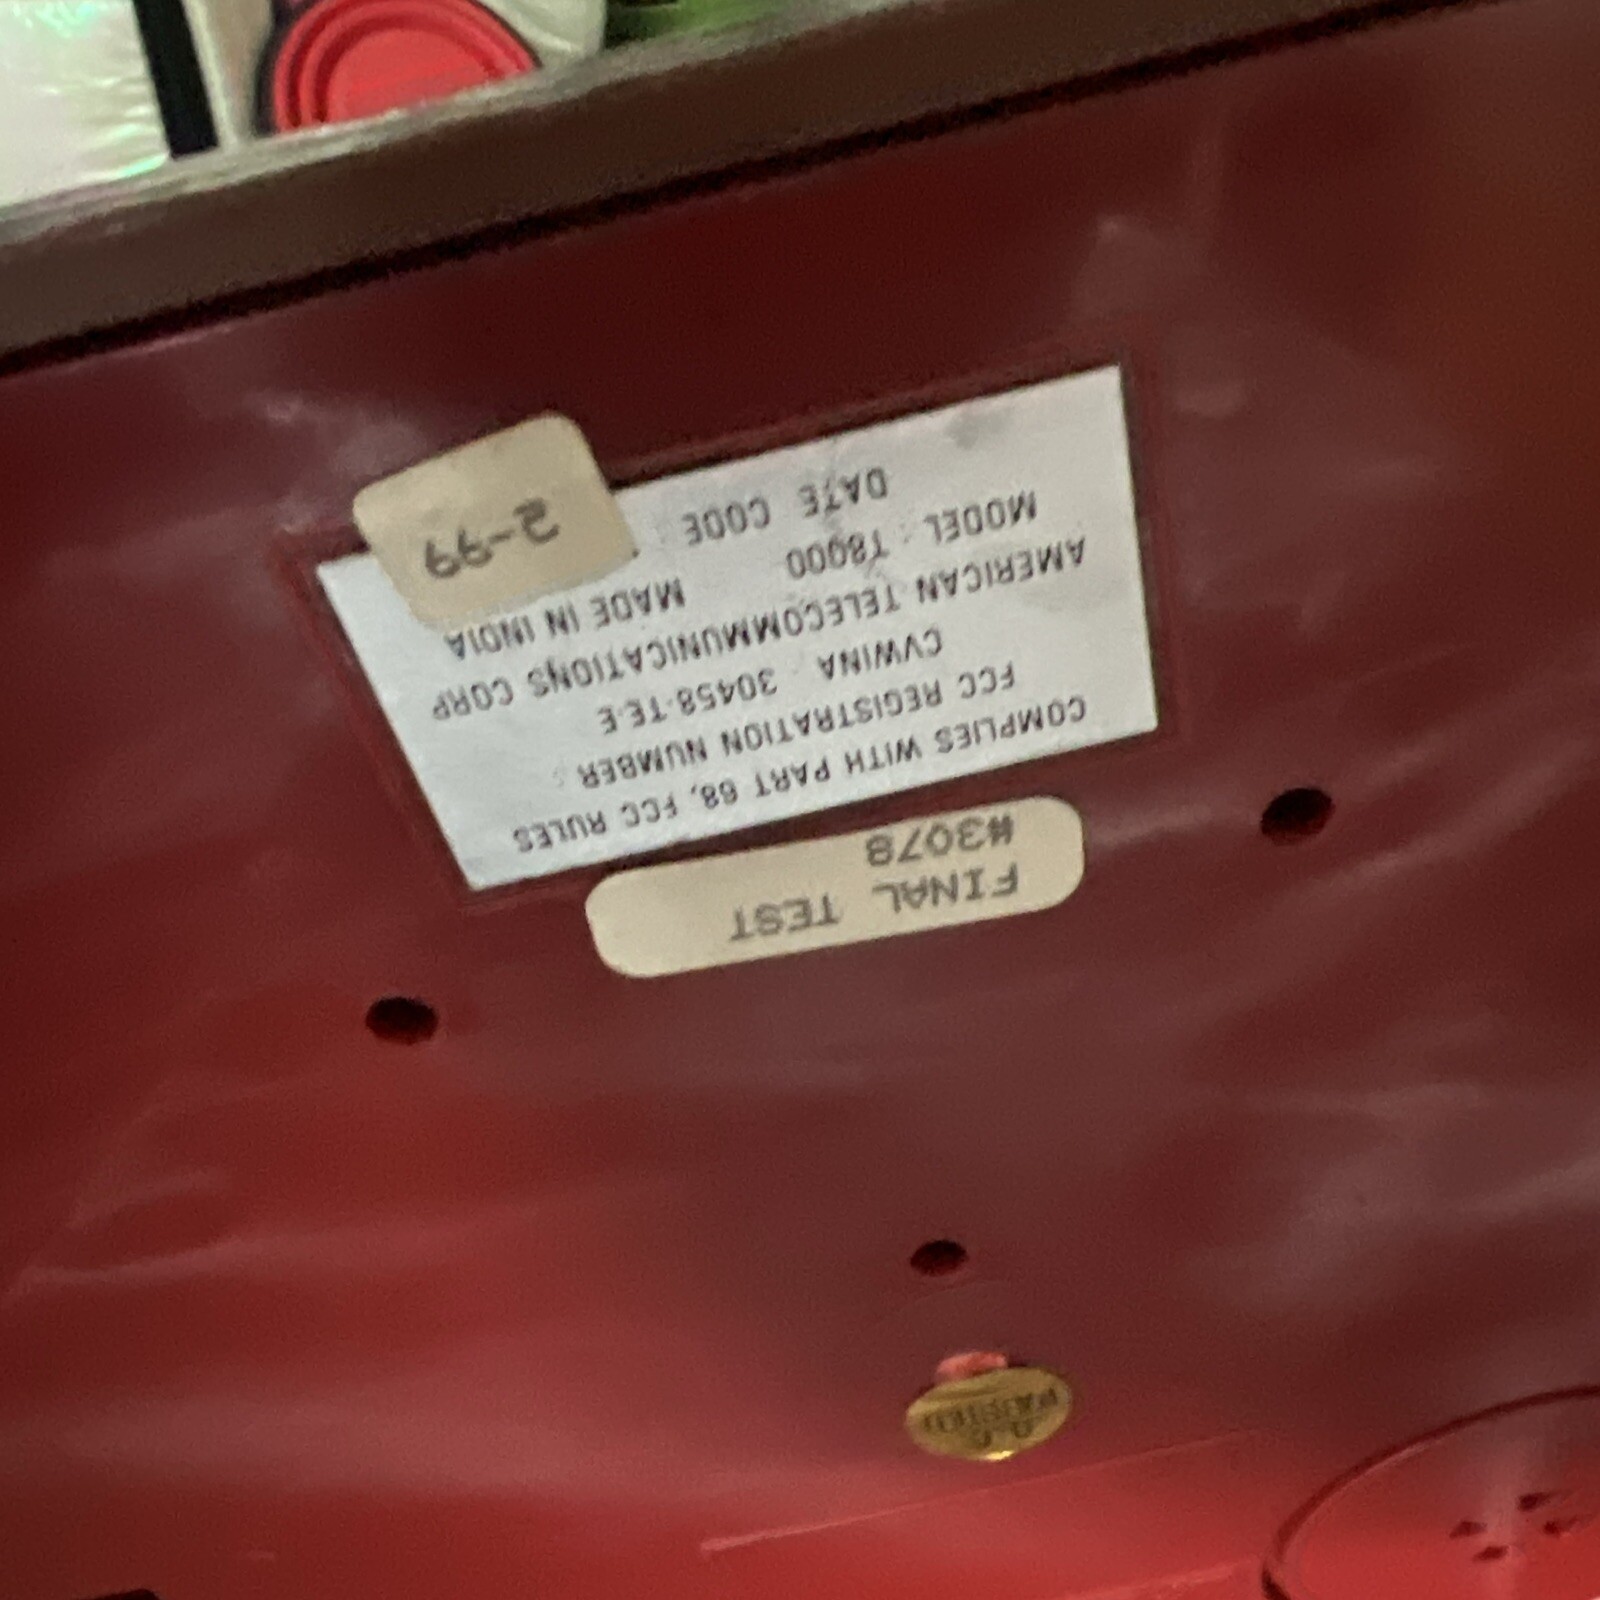 FINAL TEST
#3078
COMPLIES WITH PART 68, FCC RULES
FCC REGISTRATION NUMBER :
CVWINA 30458-TE-E
AMERICAN TELECOMMUNICATIONS CORP
MODEL : T8000 MADE IN INDIA
DATE CODE :
2-99
Q C
PASSED